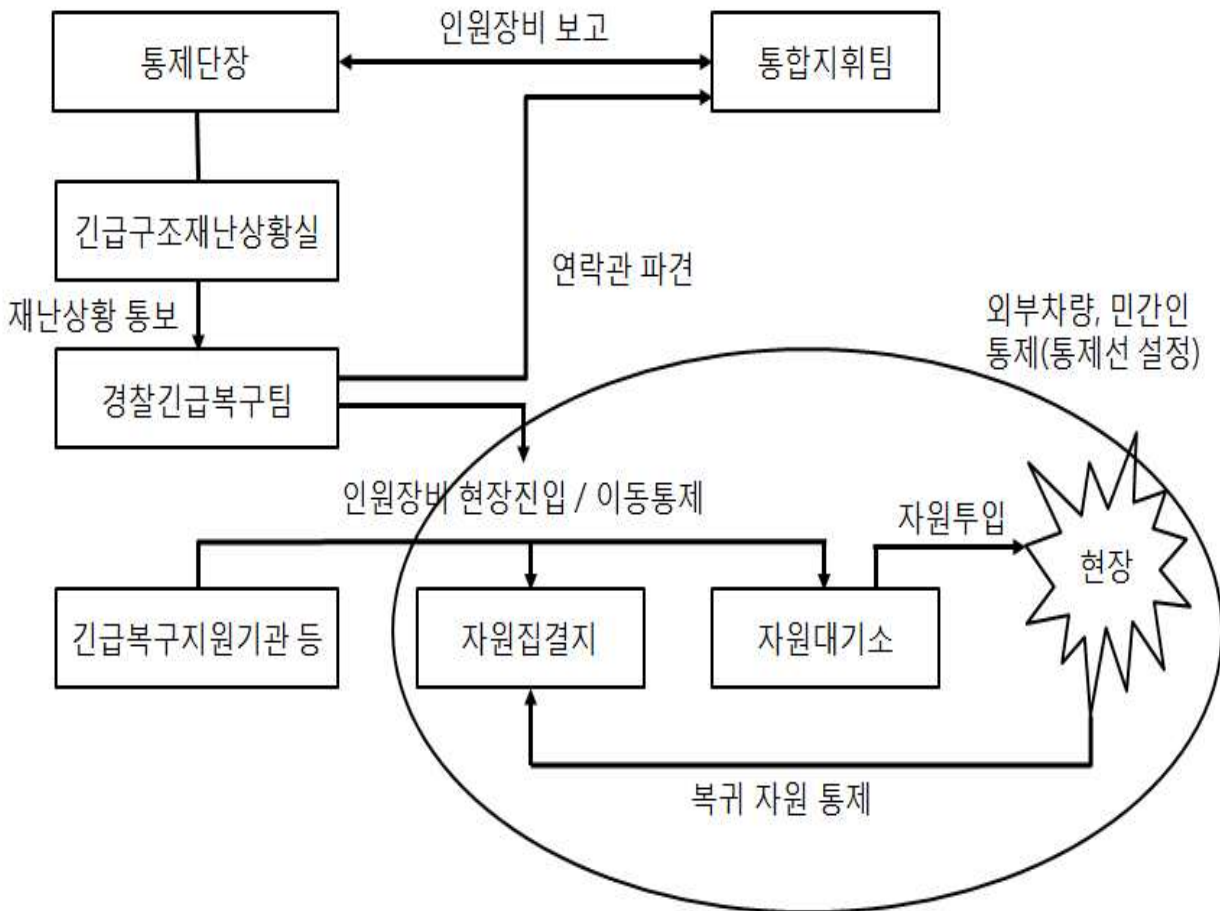 인원장비 보고
통제단장
통합지휘팀
긴급구조재난상황실
연락관 파견
재난상황 통보
외부차량, 민간인
통제(통제선 설정)
경찰긴급복구팀
인원장비 현장진입 / 이동통제
자원투입
현장
긴급복구지원기관 등
자원집결지
자원대기소
복귀 자원 통제